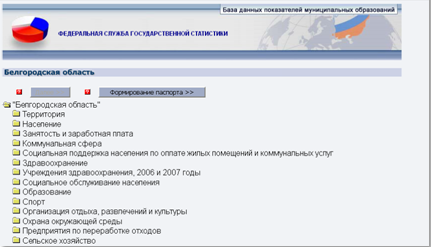 База данных показателей муниципальных образований
ФЕДЕРАЛЬНАЯ СЛУЖБА ГОСУДАРСТВЕННОЙ СТАТИСТИКИ
Белгородская область
Формирование паспорта >>
"Белгородская область"
Территория
Население
Занятость и заработная плата
Коммунальная сфера
Социальная поддержка населения по оплате жилых помещений и коммунальных услуг
Здравоохранение
Учреждения здравоохранения, 2006 и 2007 годы
Социальное обслуживание населения
Образование
Спорт
Организация отдыха, развлечений и культуры
Охрана окружающей среды
Предприятия по переработке отходов
Сельское хозяйство